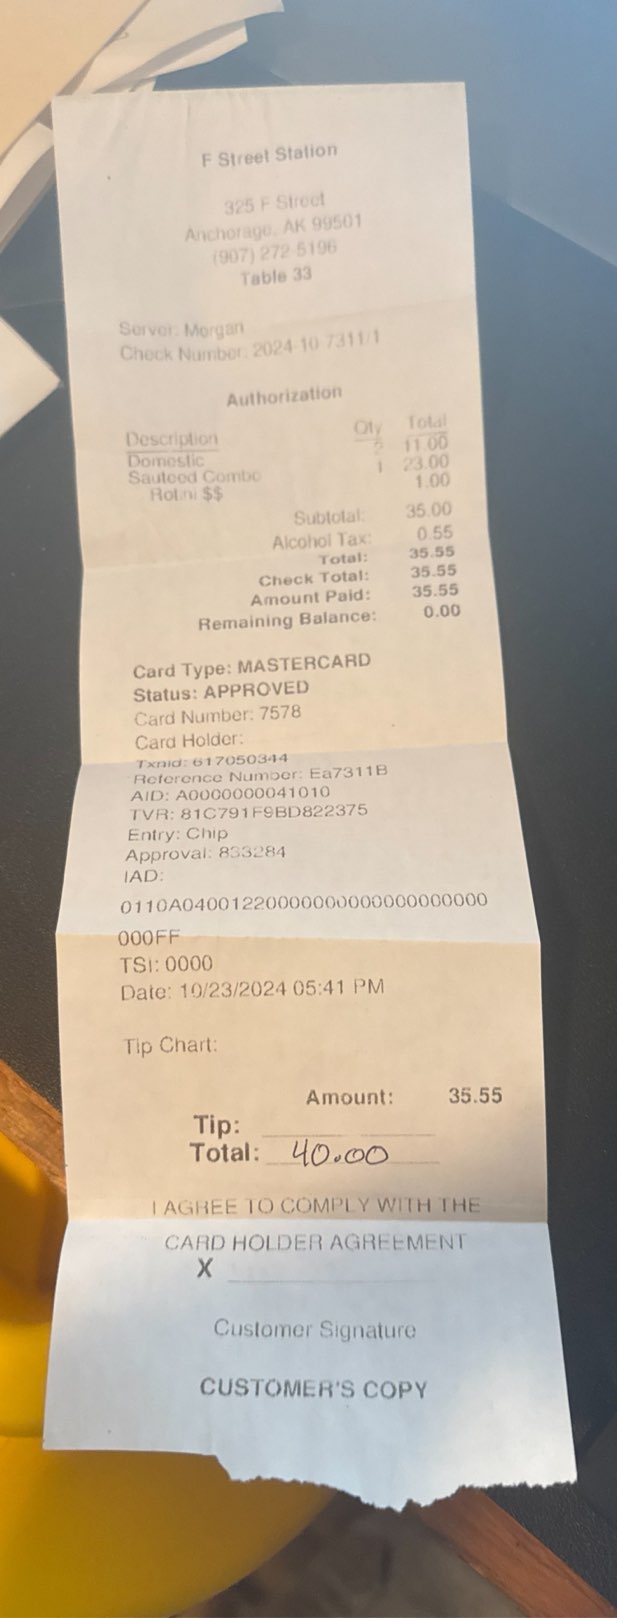 F Street Station
325 F Street
Anchorage, AK 99501
(907) 272-5196
Table 33
Server: Morgan
Check Number: 2024-10-7311/1
Authorization
Description Qty Total
Domestic 2 11.00
Sauteed Combo 1 23.00
Rotini $$ 1.00
Subtotal: 35.00
Alcohol Tax: 0.55
Total: 35.55
Check Total: 35.55
Amount Paid: 35.55
Remaining Balance: 0.00
Card Type: MASTERCARD
Status: APPROVED
Card Number: 7578
Card Holder:
Txnid: 617050344
Reference Number: Ea7311B
AID: A0000000041010
TVR: 81C791F9BD822375
Entry: Chip
Approval: 833284
IAD:
0110A0400122000000000000000000
000FF
TSI: 0000
Date: 10/23/2024 05:41 PM
Tip Chart:
Amount: 35.55
Tip:
Total: 40.00
I AGREE TO COMPLY WITH THE
CARD HOLDER AGREEMENT
X
Customer Signature
CUSTOMER'S COPY